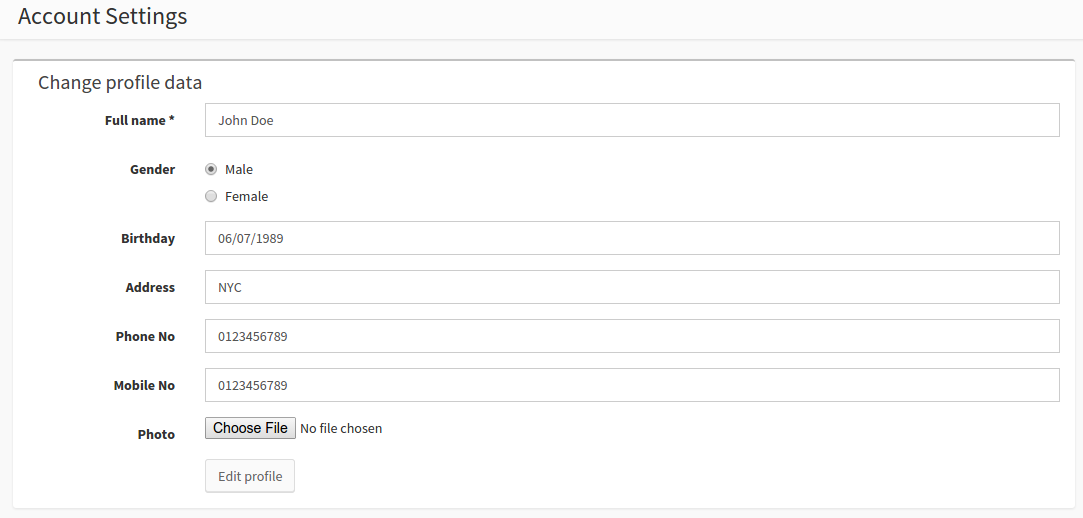 Account Settings
Change profile data
Full name * John Doe
Gender Male
Female
Birthday 06/07/1989
Address NYC
Phone No 0123456789
Mobile No 0123456789
Photo Choose File No file chosen
Edit profile